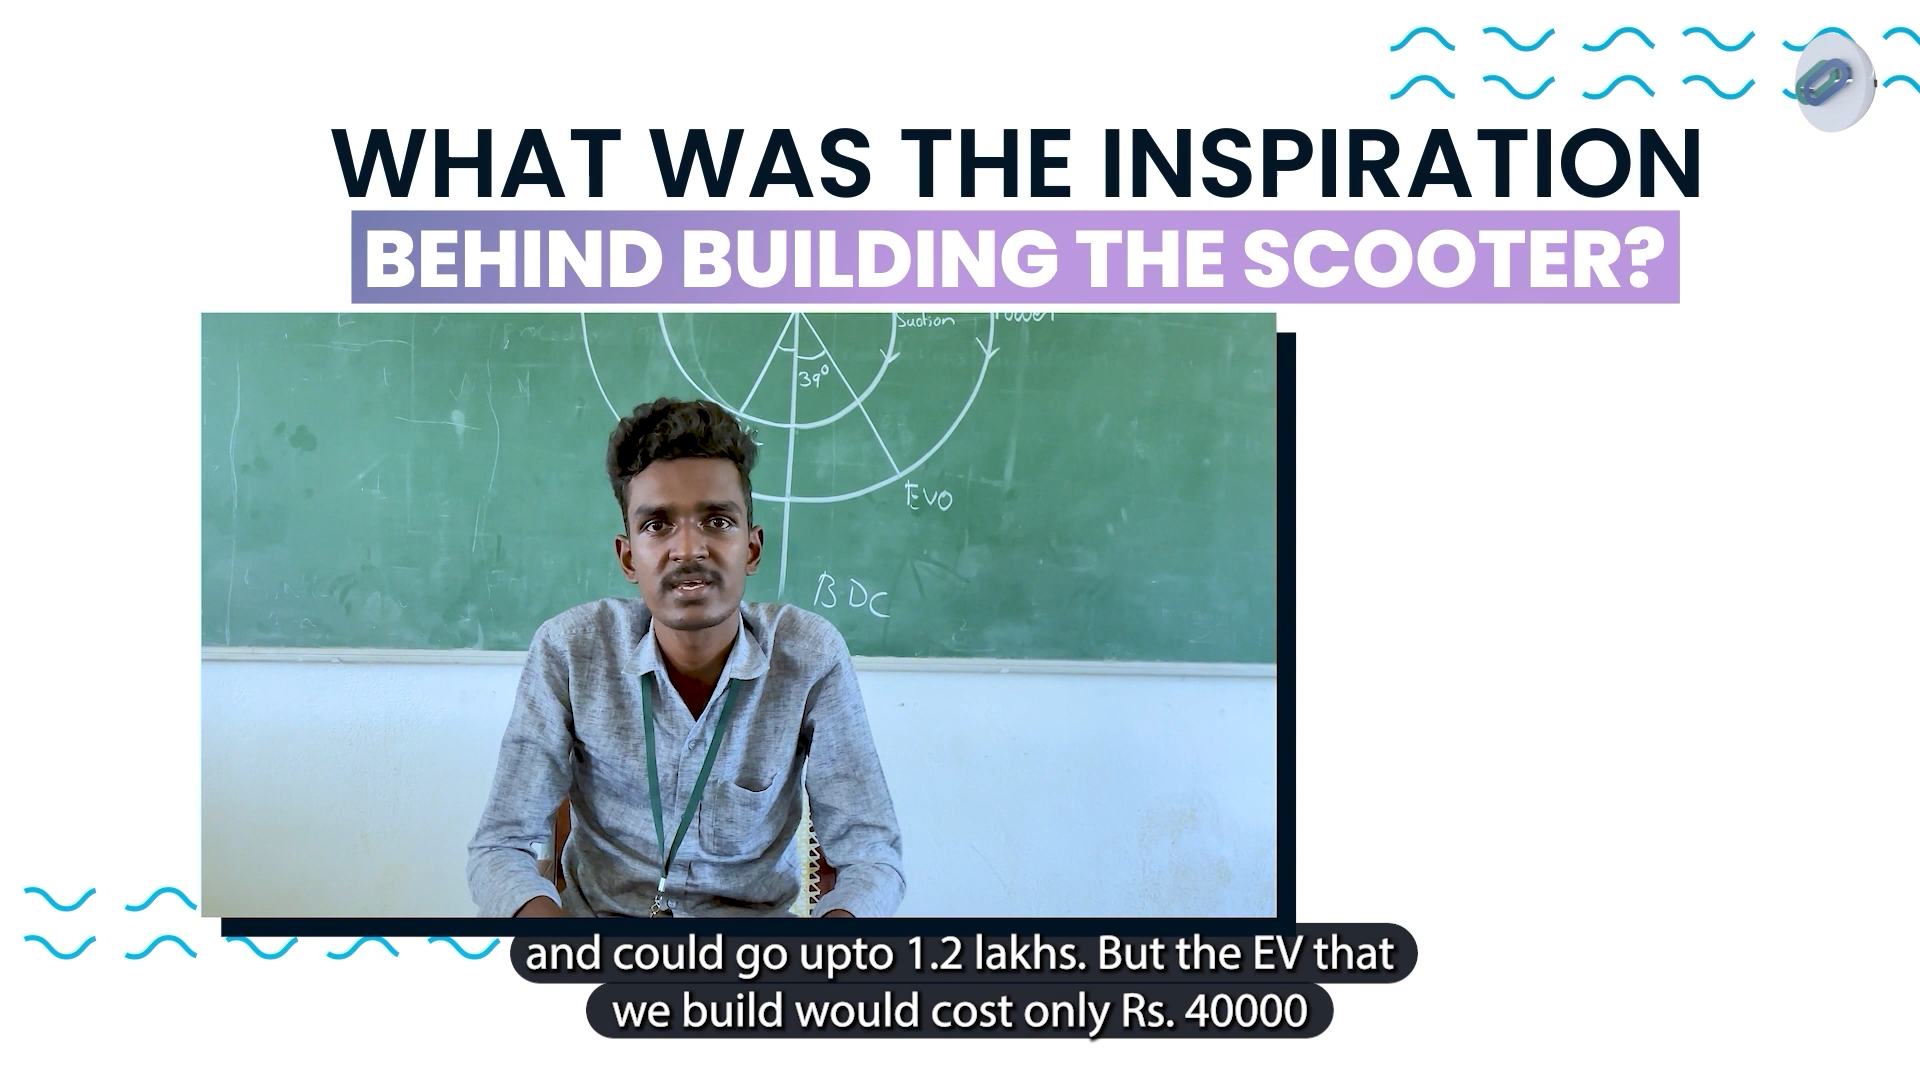 WHAT WAS THE INSPIRATION
BEHIND BUILDING THE SCOOTER?
Suction
Power
39°
EVO
BDC
and could go upto 1.2 lakhs. But the EV that
we build would cost only Rs. 40000